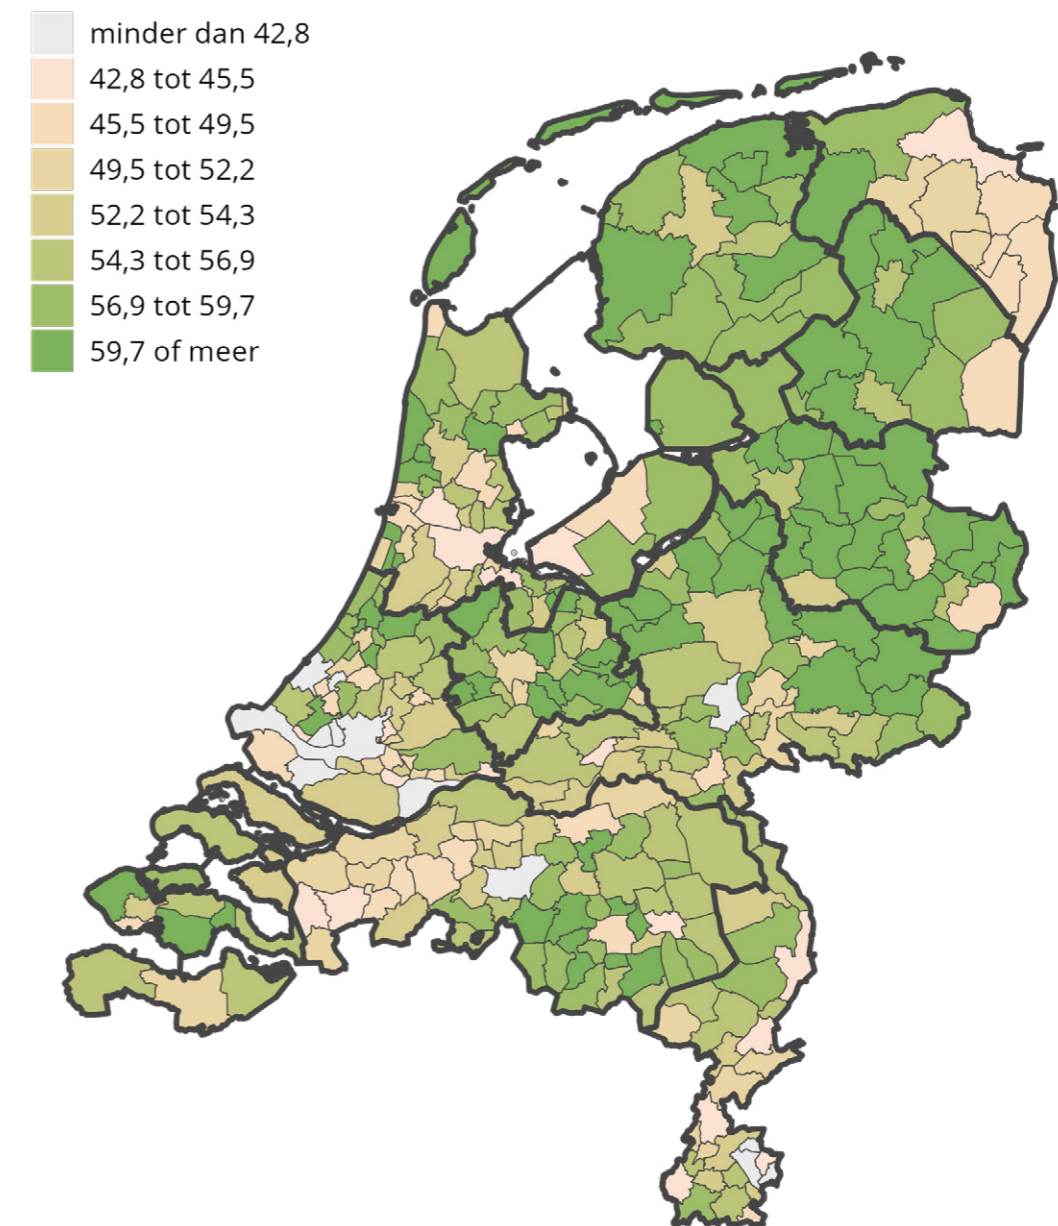 minder dan 42,8
42,8 tot 45,5
45,5 tot 49,5
49,5 tot 52,2
52,2 tot 54,3
54,3 tot 56,9
56,9 tot 59,7
59,7 of meer